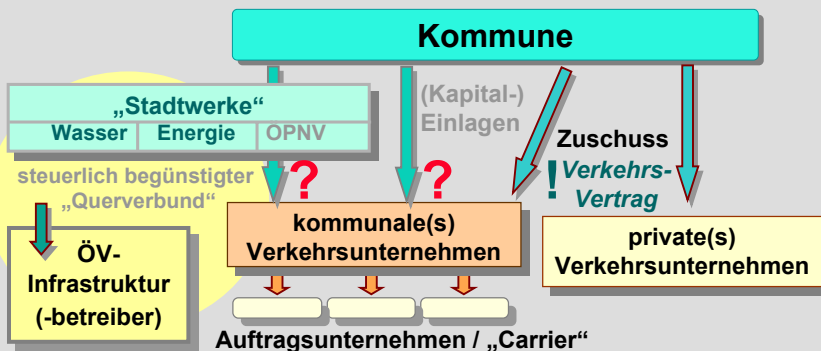 Kommune
„Stadtwerke“
Wasser Energie OPNV
(Kapital-)
Einlagen
Zuschuss
! Verkehrs-
Vertrag
steuerlich begünstigter
„Querverbund“
? ?
ÖV-
Infrastruktur
(-betreiber)
kommunale(s)
Verkehrsunternehmen
private(s)
Verkehrsunternehmen
Auftragsunternehmen / „Carrier“